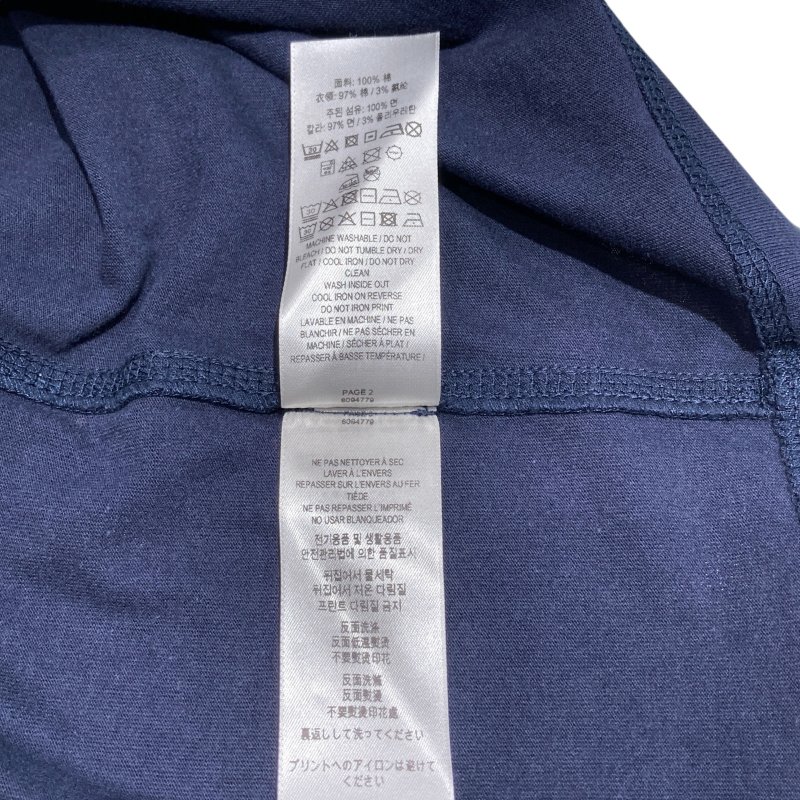 面料: 100% 棉
衣領: 97% 棉 / 3% 氨纶
주된 섬유: 100% 면
칼라: 97% 면 / 3% 폴리우레탄
MACHINE WASHABLE / DO NOT
BLEACH / DO NOT TUMBLE DRY / DRY
FLAT / COOL IRON / DO NOT DRY
CLEAN
WASH INSIDE OUT
COOL IRON ON REVERSE
DO NOT IRON PRINT
LAVABLE EN MACHINE / NE PAS
BLANCHIR / NE PAS SÉCHER EN
MACHINE / SÉCHER À PLAT /
REPASSER À BASSE TEMPÉRATURE /
PAGE 2
6094779
6094779
NE PAS NETTOYER À SEC
LAVER À L'ENVERS
REPASSER SUR L'ENVERS AU FER
TIÈDE
NE PAS REPASSER L'IMPRIMÉ
NO USAR BLANQUEADOR
전기용품 및 생활용품
안전관리법에 의한 품질표시
뒤집어서 물세탁
뒤집어서 저온 다림질
프린트 다림질 금지
反面洗涤
反面低溫熨燙
不要熨燙印花
反面洗滌
反面熨燙
不要熨燙印花處
裏返しして洗ってください
プリントへのアイロンは避けて
ください